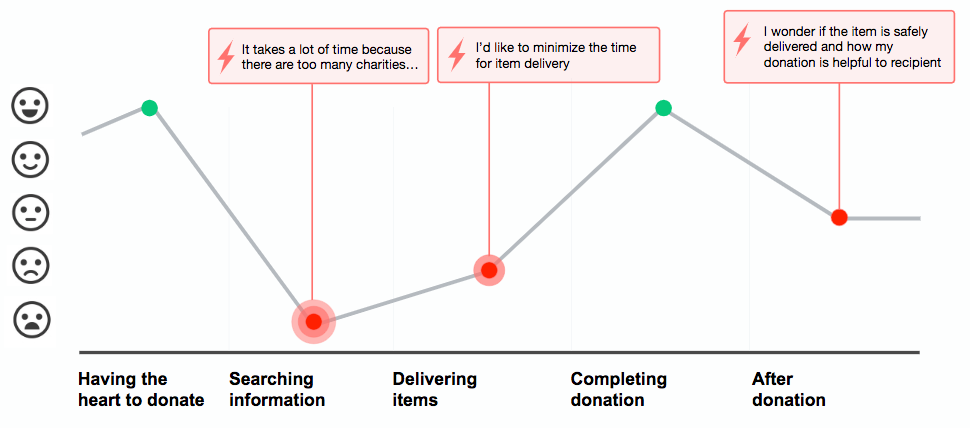 It takes a lot of time because
there are too many charities…
I'd like to minimize the time
for item delivery
I wonder if the item is safely
delivered and how my
donation is helpful to recipient
Having the
heart to donate
Searching
information
Delivering
items
Completing
donation
After
donation